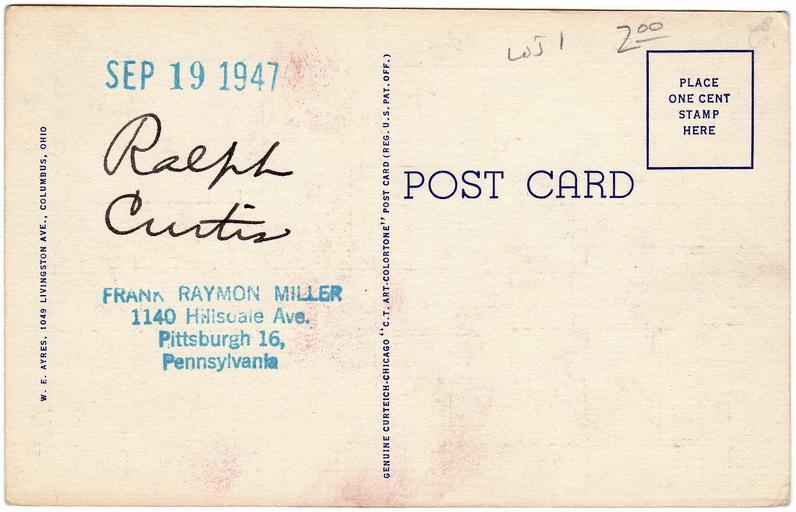 W. E. AYRES, 1049 LIVINGSTON AVE., COLUMBUS, OHIO
SEP 19 1947
Ralph
Curtis
FRANK RAYMON MILLER
1140 Hillsdale Ave.
Pittsburgh 16,
Pennsylvania
GENUINE CURTEICH-CHICAGO "C.T. ART-COLORTONE" POST CARD (REG. U.S. PAT. OFF.)
2.00
POST CARD
PLACE
ONE CENT
STAMP
HERE